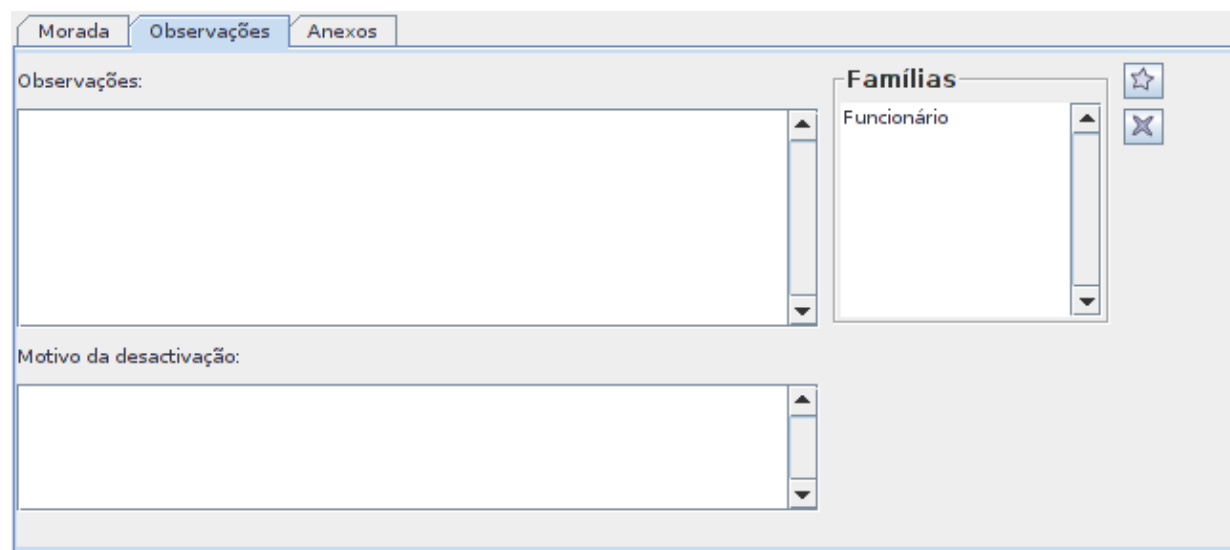 Morada
Observações
Anexos
Observações:
Famílias
Funcionário
Motivo da desactivação: